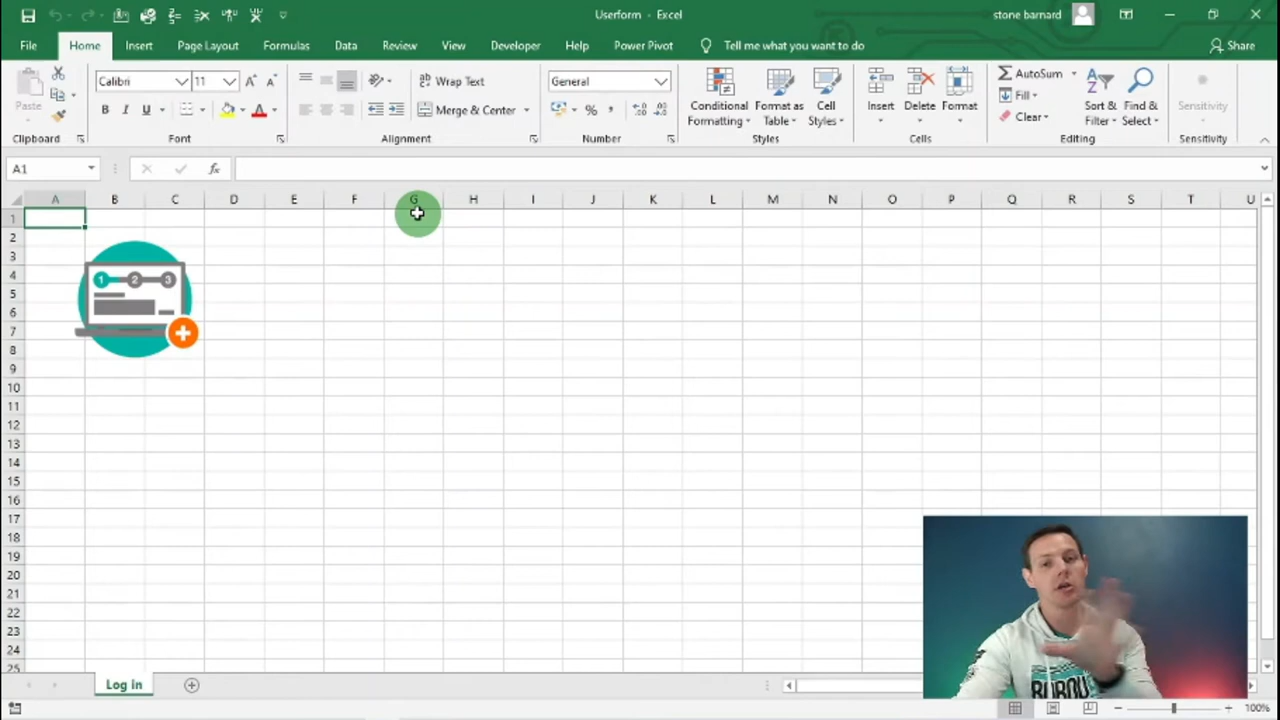 Userform - Excel
stone barnard
File Home Insert Page Layout Formulas Data Review View Developer Help Power Pivot Tell me what you want to do Share
Paste
Clipboard
Calibri 11
B I U A
Font
Wrap Text
Merge & Center
Alignment
General
%
Number
Conditional Formatting
Format as Table
Cell Styles
Styles
Insert
Delete
Format
Cells
AutoSum
Fill
Clear
Sort & Filter
Find & Select
Editing
Sensitivity
Sensitivity
A1 fx
A B C D E F G H I J K L M N O P Q R S T U
1
2
3
4
5
6
7
8
9
10
11
12
13
14
15
16
17
18
19
20
21
22
23
24
25
1 2 3
Log in
100%